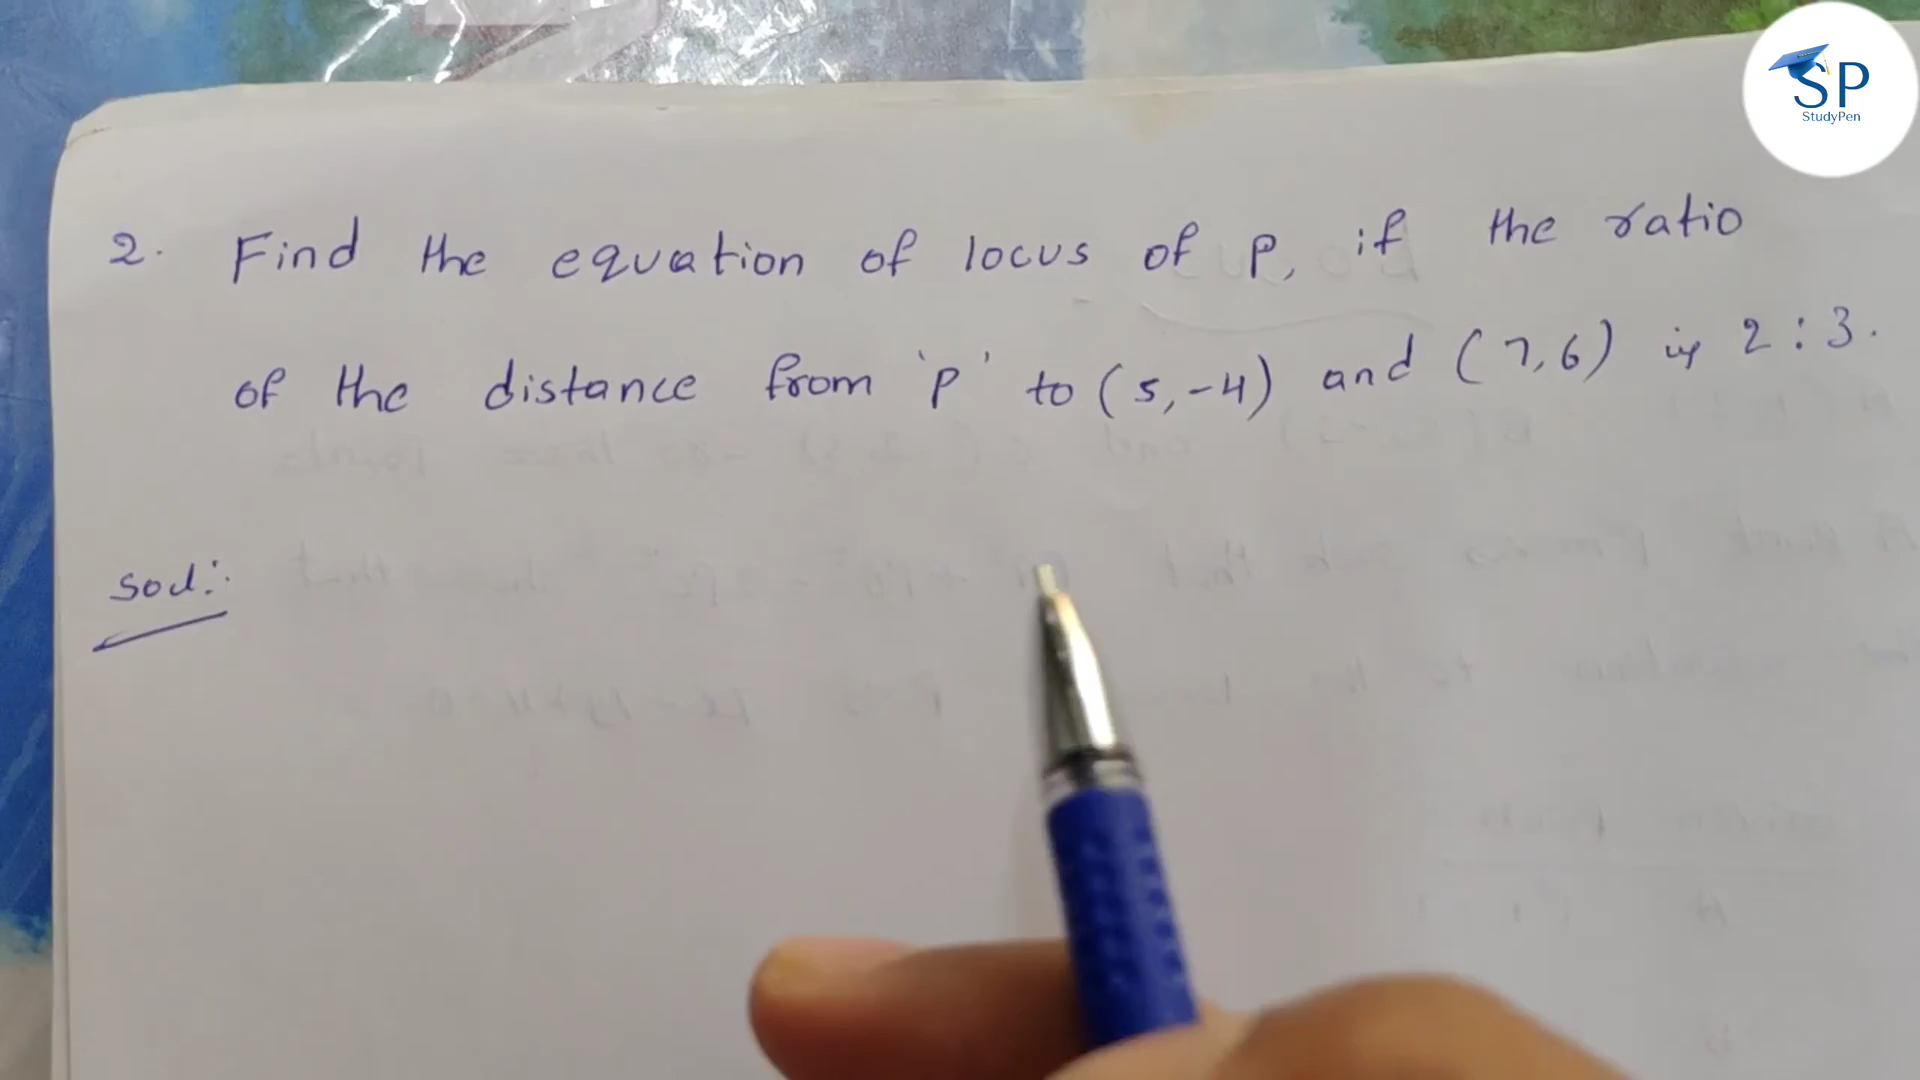 SP
StudyPen
2. Find the equation of locus of P, if the ratio
of the distance from 'p' to (5,-4) and (7,6) is 2:3.
Sol: